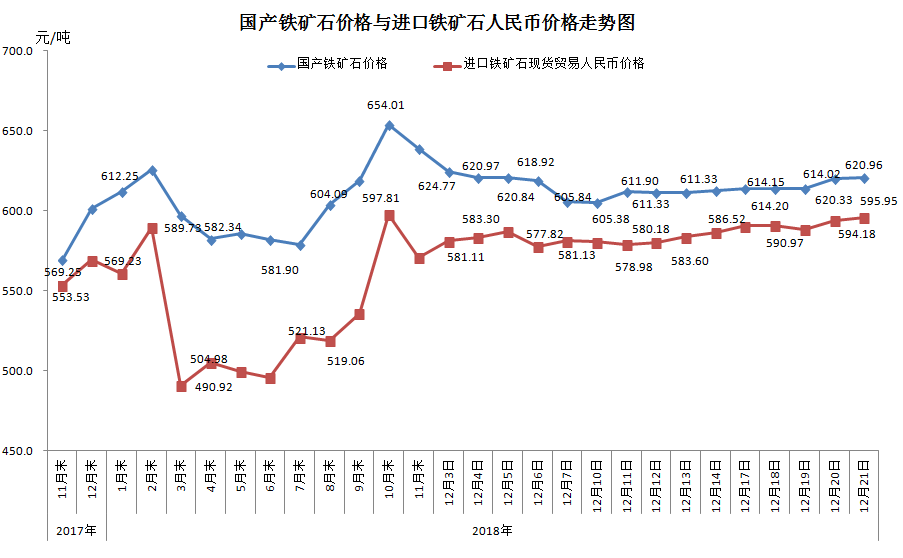 国产铁矿石价格与进口铁矿石人民币价格走势图
元/吨
国产铁矿石价格
进口铁矿石现货贸易人民币价格
700.0
650.0
600.0
550.0
500.0
450.0
569.25
612.25
589.73
582.34
581.90
604.09
654.01
624.77
620.97
620.84
618.92
605.84
605.38
611.90
611.33
611.33
614.20
614.15
614.02
620.33
620.96
553.53
569.23
490.92
504.98
521.13
519.06
597.81
581.11
583.30
577.82
581.13
578.98
580.18
583.60
586.52
590.97
594.18
595.95
11月末
12月末
1月末
2月末
3月末
4月末
5月末
6月末
7月末
8月末
9月末
10月末
11月末
12月3日
12月4日
12月5日
12月6日
12月7日
12月10日
12月11日
12月12日
12月13日
12月14日
12月17日
12月18日
12月19日
12月20日
12月21日
2017年
2018年